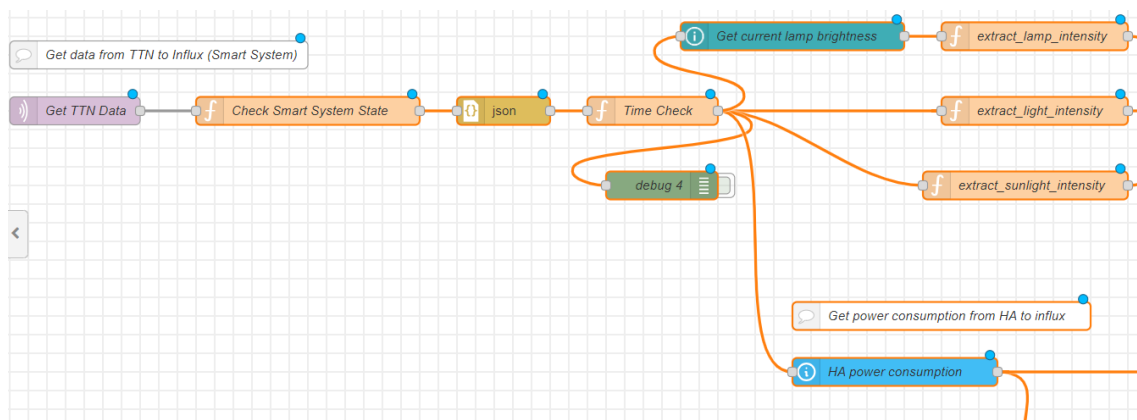 Get current lamp brightness
extract_lamp_intensity
Get data from TTN to Influx (Smart System)
Get TTN Data
Check Smart System State
json
Time Check
extract_light_intensity
debug 4
extract_sunlight_intensity
Get power consumption from HA to influx
HA power consumption